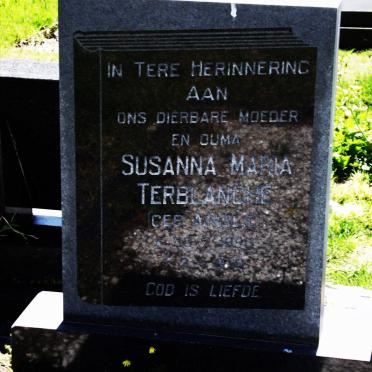 IN TERE HERINNERING
AAN
ONS DIERBARE MOEDER
EN OUMA
SUSANNA MARIA
TERBLANCHE
GOD IS LIEFDE